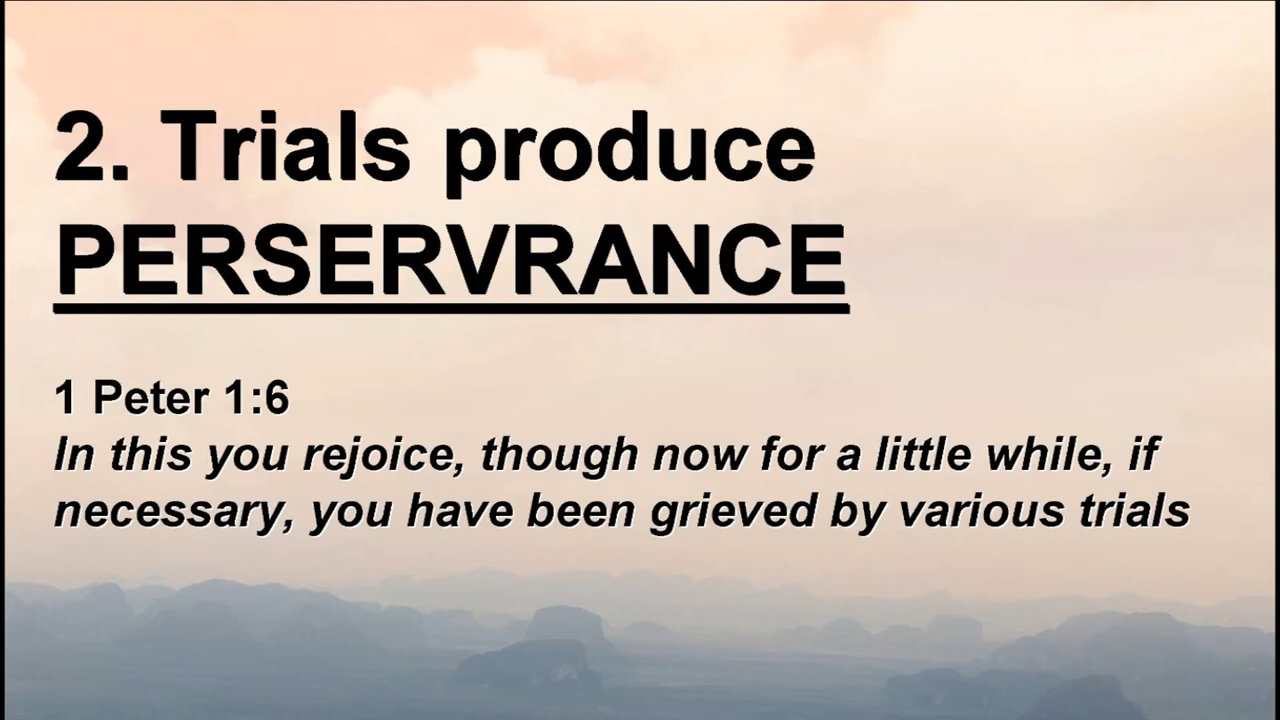 2. Trials produce
PERSERVRANCE
1 Peter 1:6
In this you rejoice, though now for a little while, if
necessary, you have been grieved by various trials